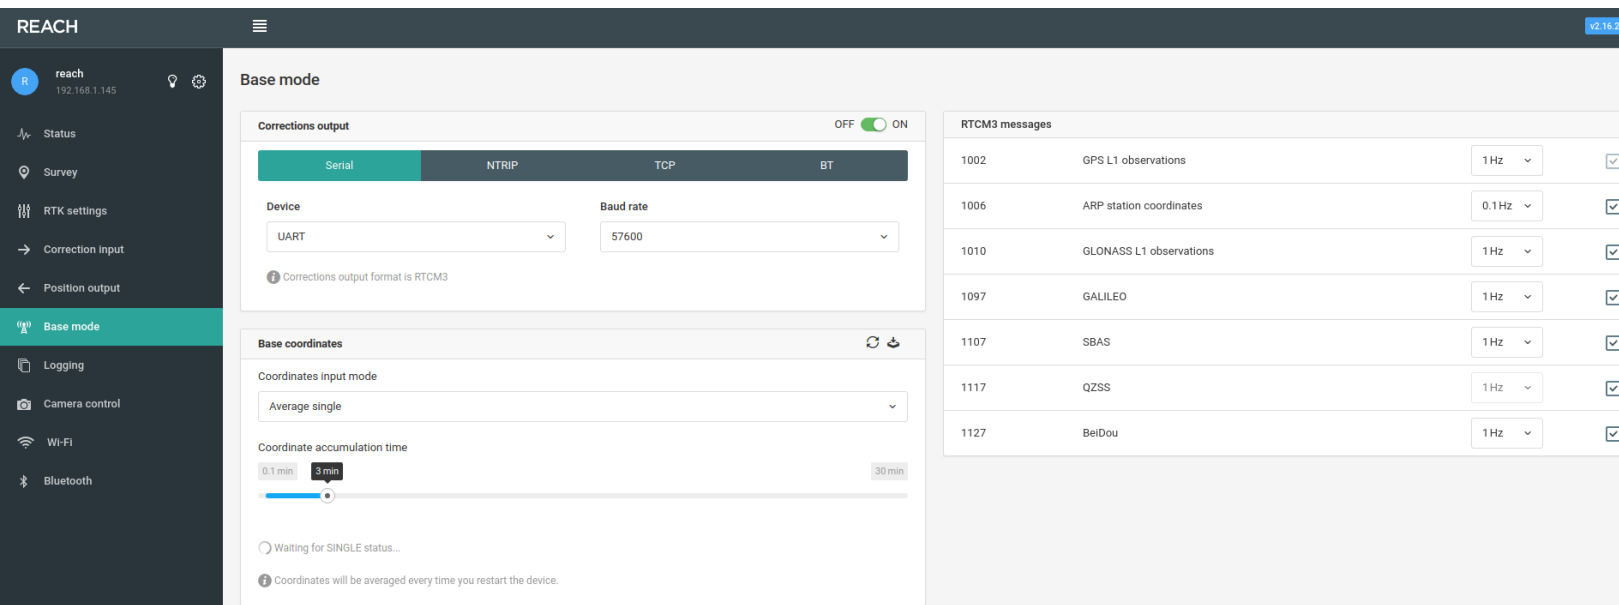 REACH
v2.16.2
R
reach
192.168.1.145
Status
Survey
RTK settings
Correction input
Position output
Base mode
Logging
Camera control
Wi-Fi
Bluetooth
Base mode
Corrections output
OFF ON
Serial NTRIP TCP BT
Device Baud rate
UART 57600
Corrections output format is RTCM3
Base coordinates
Coordinates input mode
Average single
Coordinate accumulation time
0.1 min 3 min 30 min
Waiting for SINGLE status...
Coordinates will be averaged every time you restart the device.
RTCM3 messages
1002 GPS L1 observations 1 Hz
1006 ARP station coordinates 0.1 Hz
1010 GLONASS L1 observations 1 Hz
1097 GALILEO 1 Hz
1107 SBAS 1 Hz
1117 QZSS 1 Hz
1127 BeiDou 1 Hz